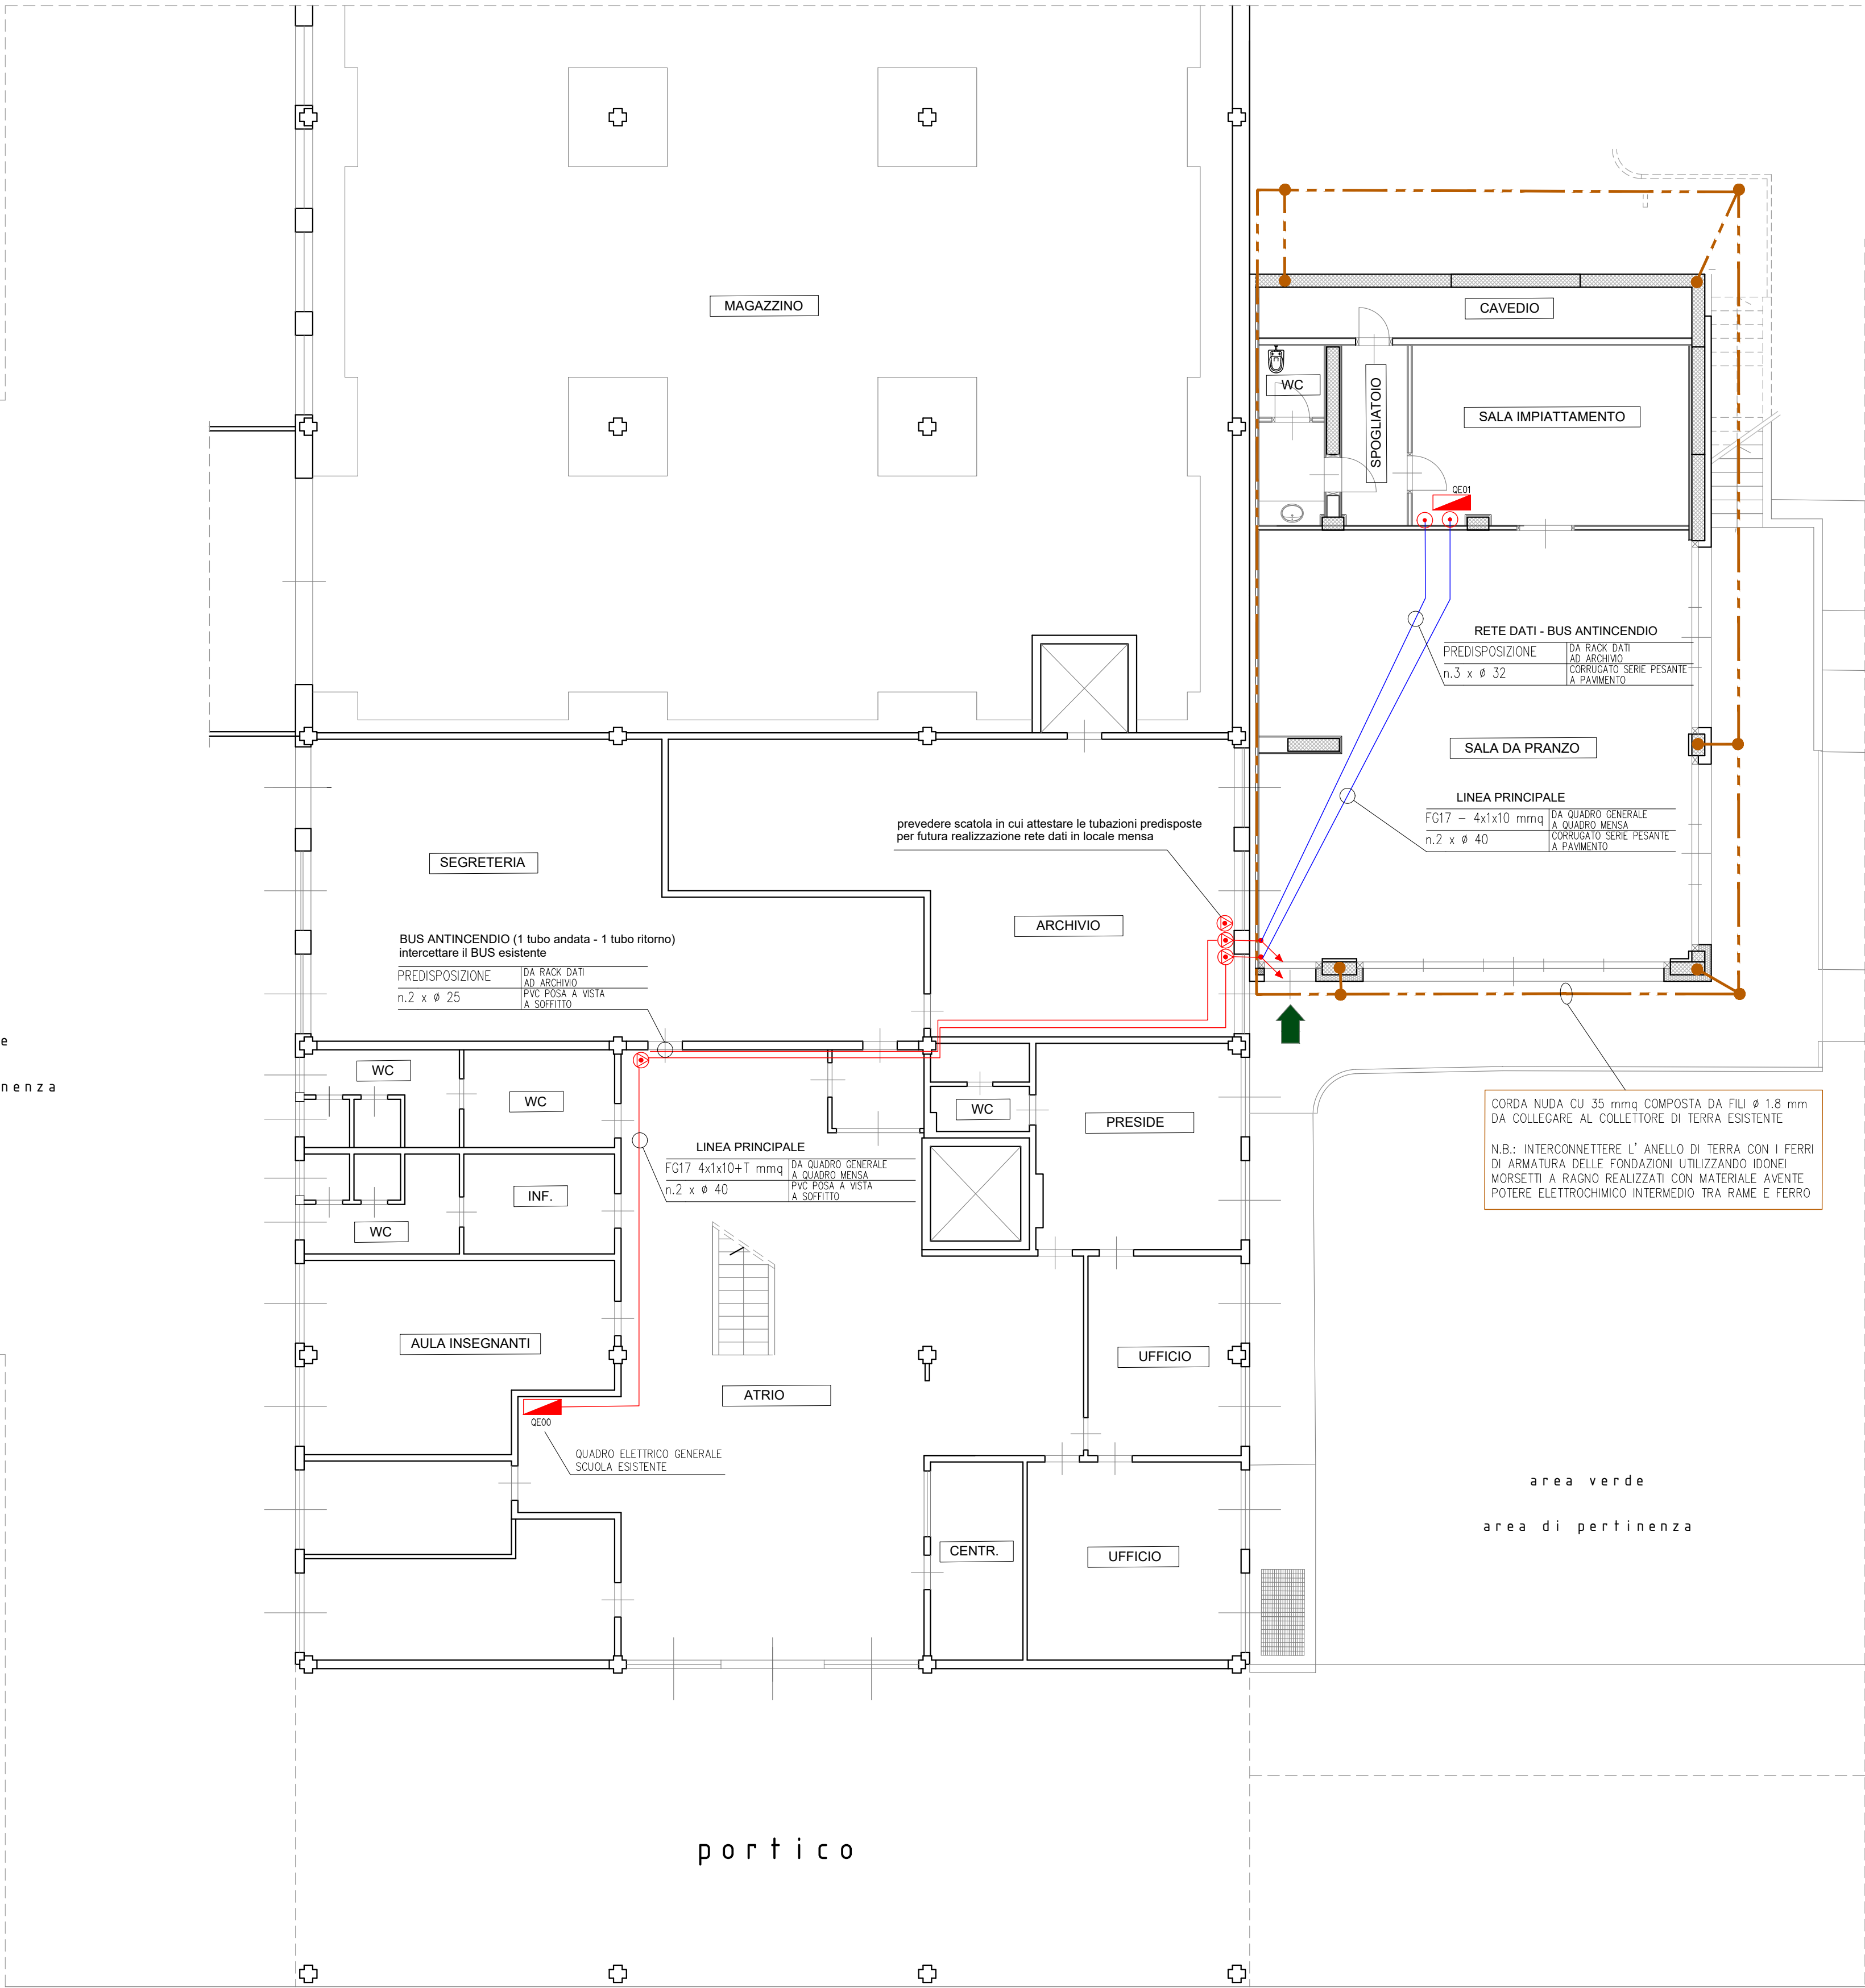 MAGAZZINO
CAVEDIO
WC
SPOGLIATOIO
SALA IMPIATTAMENTO
QE01
RETE DATI - BUS ANTINCENDIO
PREDISPOSIZIONE
DA RACK DATI
AD ARCHIVIO
n.3 x ø 32
CORRUGATO SERIE PESANTE
A PAVIMENTO
SALA DA PRANZO
LINEA PRINCIPALE
FG17 – 4x1x10 mmq
DA QUADRO GENERALE
A QUADRO MENSA
n.2 x ø 40
CORRUGATO SERIE PESANTE
A PAVIMENTO
prevedere scatola in cui attestare le tubazioni predisposte
per futura realizzazione rete dati in locale mensa
SEGRETERIA
ARCHIVIO
BUS ANTINCENDIO (1 tubo andata - 1 tubo ritorno)
intercettare il BUS esistente
PREDISPOSIZIONE
DA RACK DATI
AD ARCHIVIO
n.2 x ø 25
PVC POSA A VISTA
A SOFFITTO
e
nenza
WC
WC
WC
PRESIDE
LINEA PRINCIPALE
FG17 4x1x10+T mmq
DA QUADRO GENERALE
A QUADRO MENSA
n.2 x ø 40
PVC POSA A VISTA
A SOFFITTO
INF.
WC
CORDA NUDA CU 35 mmq COMPOSTA DA FILI ø 1.8 mm
DA COLLEGARE AL COLLETTORE DI TERRA ESISTENTE
N.B.: INTERCONNETTERE L' ANELLO DI TERRA CON I FERRI
DI ARMATURA DELLE FONDAZIONI UTILIZZANDO IDONEI
MORSETTI A RAGNO REALIZZATI CON MATERIALE AVENTE
POTERE ELETTROCHIMICO INTERMEDIO TRA RAME E FERRO
AULA INSEGNANTI
UFFICIO
ATRIO
QE00
QUADRO ELETTRICO GENERALE
SCUOLA ESISTENTE
area verde
area di pertinenza
CENTR.
UFFICIO
portico